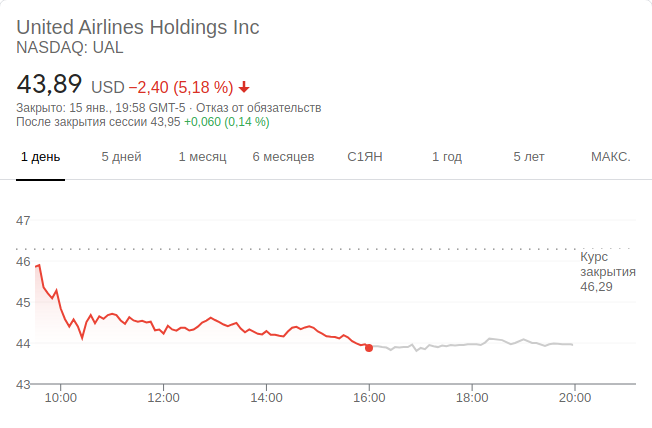 United Airlines Holdings Inc
NASDAQ: UAL
43,89 USD −2,40 (5,18 %)
Закрыто: 15 янв., 19:58 GMT-5 · Отказ от обязательств
После закрытия сессии 43,95 +0,060 (0,14 %)
1 день 5 дней 1 месяц 6 месяцев С1ЯН 1 год 5 лет МАКС.
47
46
45
44
43
Курс
закрытия
46,29
10:00 12:00 14:00 16:00 18:00 20:00